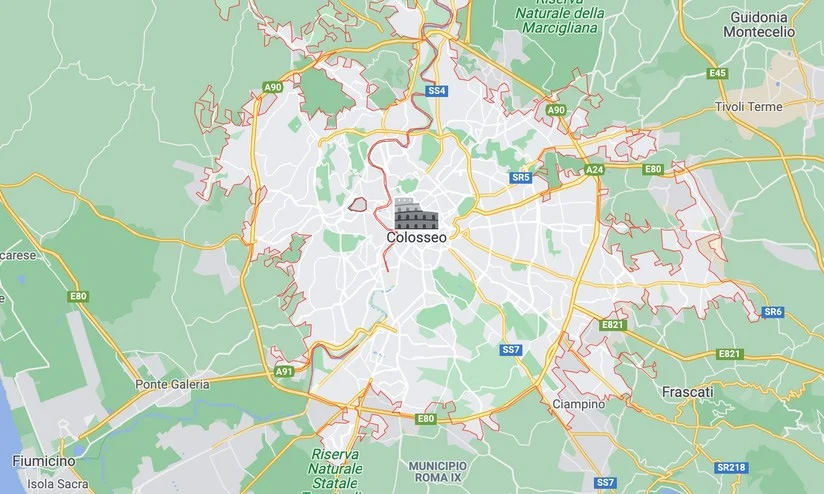 Riserva
Naturale della
Marcigliana
Guidonia
Montecelio
E45
A90
SS4
A90
Tivoli Terme
A24
E80
SR5
Colosseo
carese
E80
SR6
E821
SS7
E821
A91
Ponte Galeria
Frascati
Ciampino
E80
Fiumicino
Riserva
Naturale Statale
MUNICIPIO
ROMA IX
SR218
Isola Sacra
SS7